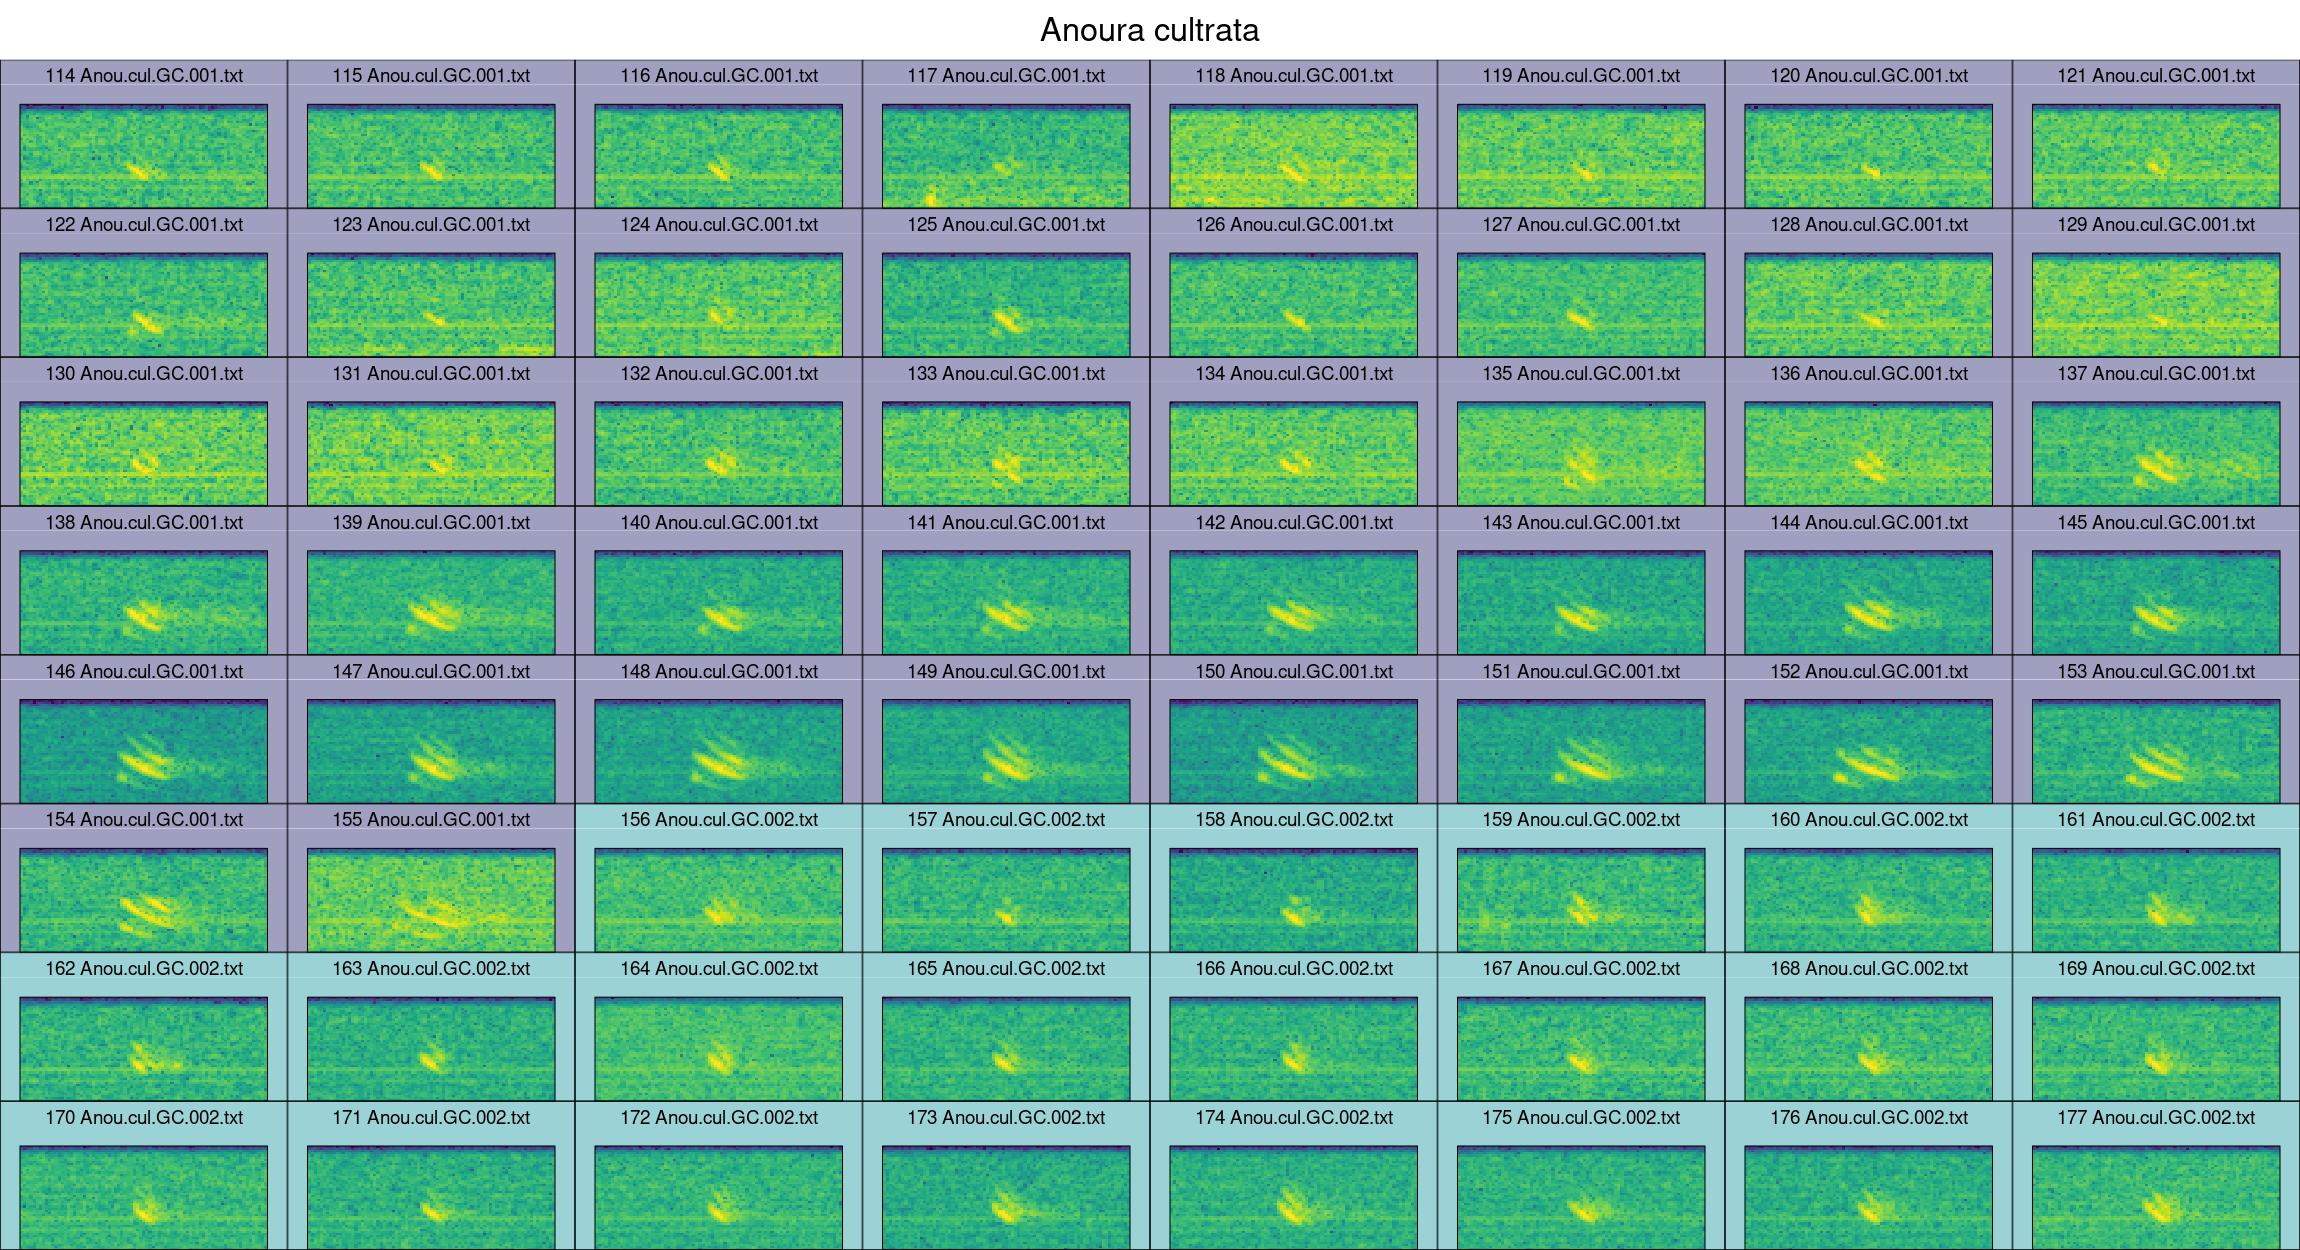 Anoura cultrata
114 Anou.cul.GC.001.txt 115 Anou.cul.GC.001.txt 116 Anou.cul.GC.001.txt 117 Anou.cul.GC.001.txt 118 Anou.cul.GC.001.txt 119 Anou.cul.GC.001.txt 120 Anou.cul.GC.001.txt 121 Anou.cul.GC.001.txt
122 Anou.cul.GC.001.txt 123 Anou.cul.GC.001.txt 124 Anou.cul.GC.001.txt 125 Anou.cul.GC.001.txt 126 Anou.cul.GC.001.txt 127 Anou.cul.GC.001.txt 128 Anou.cul.GC.001.txt 129 Anou.cul.GC.001.txt
130 Anou.cul.GC.001.txt 131 Anou.cul.GC.001.txt 132 Anou.cul.GC.001.txt 133 Anou.cul.GC.001.txt 134 Anou.cul.GC.001.txt 135 Anou.cul.GC.001.txt 136 Anou.cul.GC.001.txt 137 Anou.cul.GC.001.txt
138 Anou.cul.GC.001.txt 139 Anou.cul.GC.001.txt 140 Anou.cul.GC.001.txt 141 Anou.cul.GC.001.txt 142 Anou.cul.GC.001.txt 143 Anou.cul.GC.001.txt 144 Anou.cul.GC.001.txt 145 Anou.cul.GC.001.txt
146 Anou.cul.GC.001.txt 147 Anou.cul.GC.001.txt 148 Anou.cul.GC.001.txt 149 Anou.cul.GC.001.txt 150 Anou.cul.GC.001.txt 151 Anou.cul.GC.001.txt 152 Anou.cul.GC.001.txt 153 Anou.cul.GC.001.txt
154 Anou.cul.GC.001.txt 155 Anou.cul.GC.001.txt 156 Anou.cul.GC.002.txt 157 Anou.cul.GC.002.txt 158 Anou.cul.GC.002.txt 159 Anou.cul.GC.002.txt 160 Anou.cul.GC.002.txt 161 Anou.cul.GC.002.txt
162 Anou.cul.GC.002.txt 163 Anou.cul.GC.002.txt 164 Anou.cul.GC.002.txt 165 Anou.cul.GC.002.txt 166 Anou.cul.GC.002.txt 167 Anou.cul.GC.002.txt 168 Anou.cul.GC.002.txt 169 Anou.cul.GC.002.txt
170 Anou.cul.GC.002.txt 171 Anou.cul.GC.002.txt 172 Anou.cul.GC.002.txt 173 Anou.cul.GC.002.txt 174 Anou.cul.GC.002.txt 175 Anou.cul.GC.002.txt 176 Anou.cul.GC.002.txt 177 Anou.cul.GC.002.txt